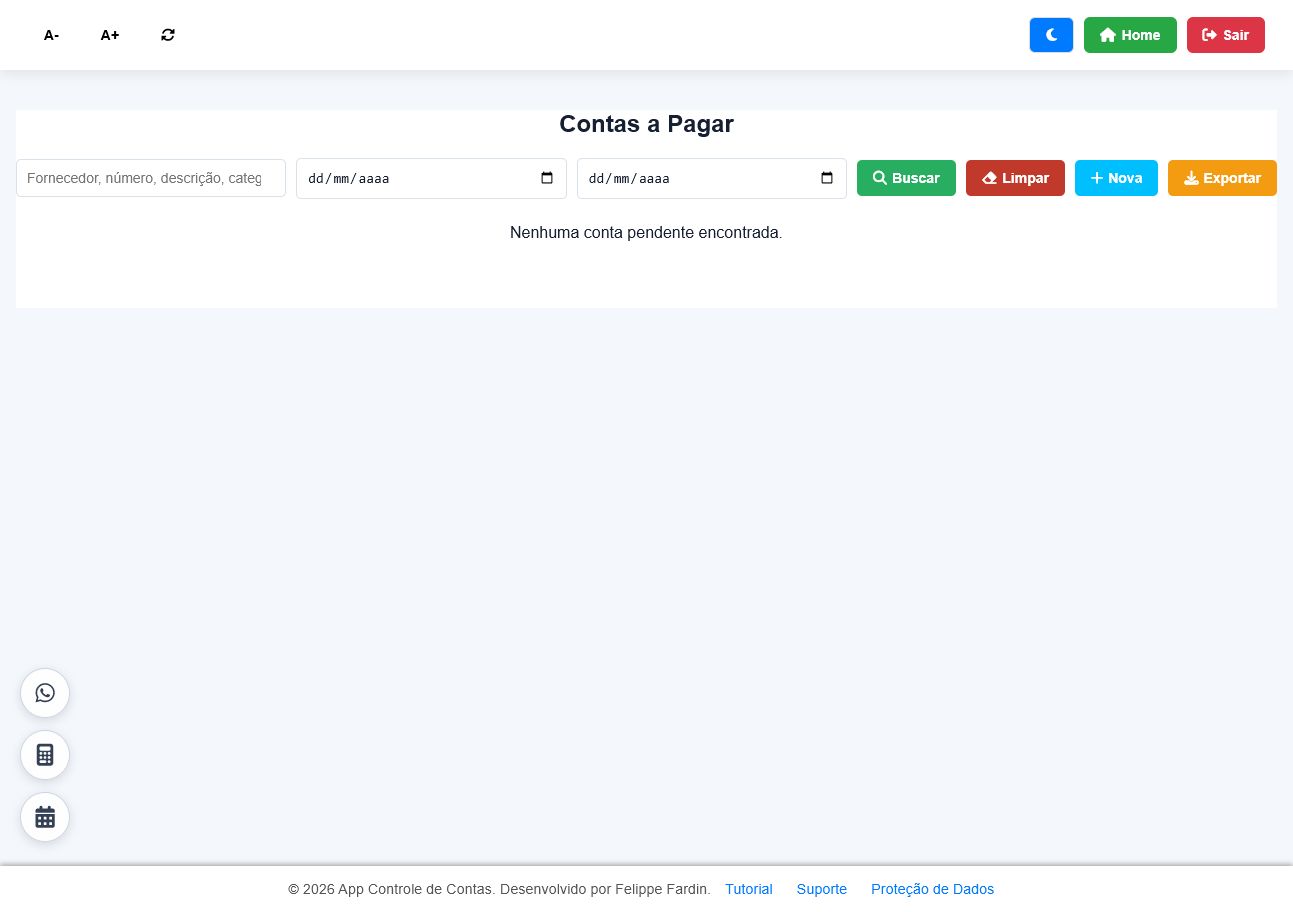 A- A+ Home Sair
Contas a Pagar
Fornecedor, número, descrição, categ dd/mm/aaaa dd/mm/aaaa Buscar Limpar Nova Exportar
Nenhuma conta pendente encontrada.
© 2026 App Controle de Contas. Desenvolvido por Felippe Fardin. Tutorial Suporte Proteção de Dados